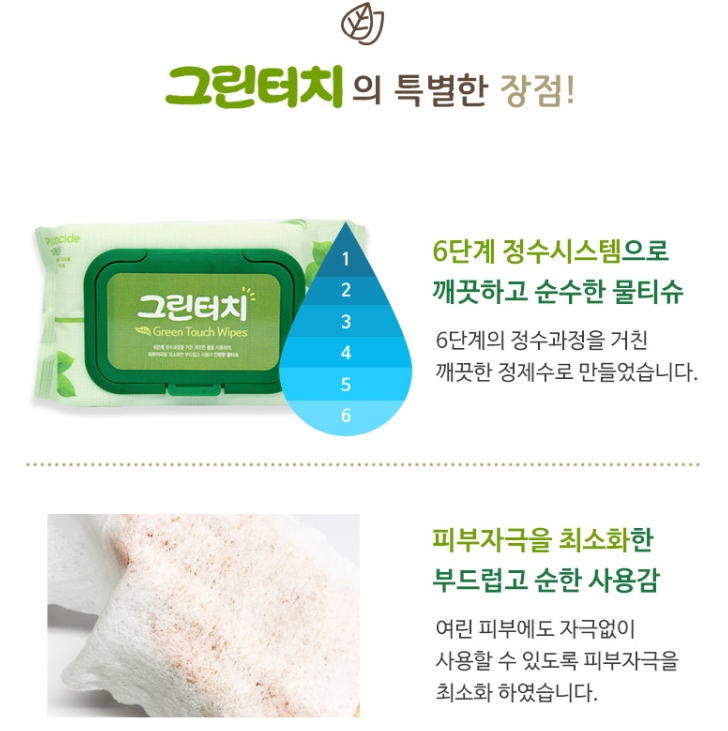 그린터치의 특별한 장점!
그린터치
Green Touch Wipes
1
2
3
4
5
6
6단계 정수시스템으로
깨끗하고 순수한 물티슈
6단계의 정수과정을 거친
깨끗한 정제수로 만들었습니다.
피부자극을 최소화한
부드럽고 순한 사용감
여린 피부에도 자극없이
사용할 수 있도록 피부자극을
최소화 하였습니다.